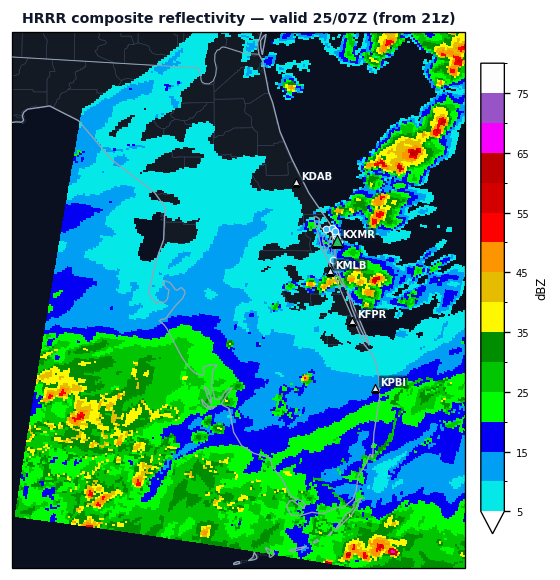 HRRR composite reflectivity — valid 25/07Z (from 21z)
KDAB
KXMR
KMLB
KFPR
KPBI
75
65
55
45
35
25
15
5
dBZ